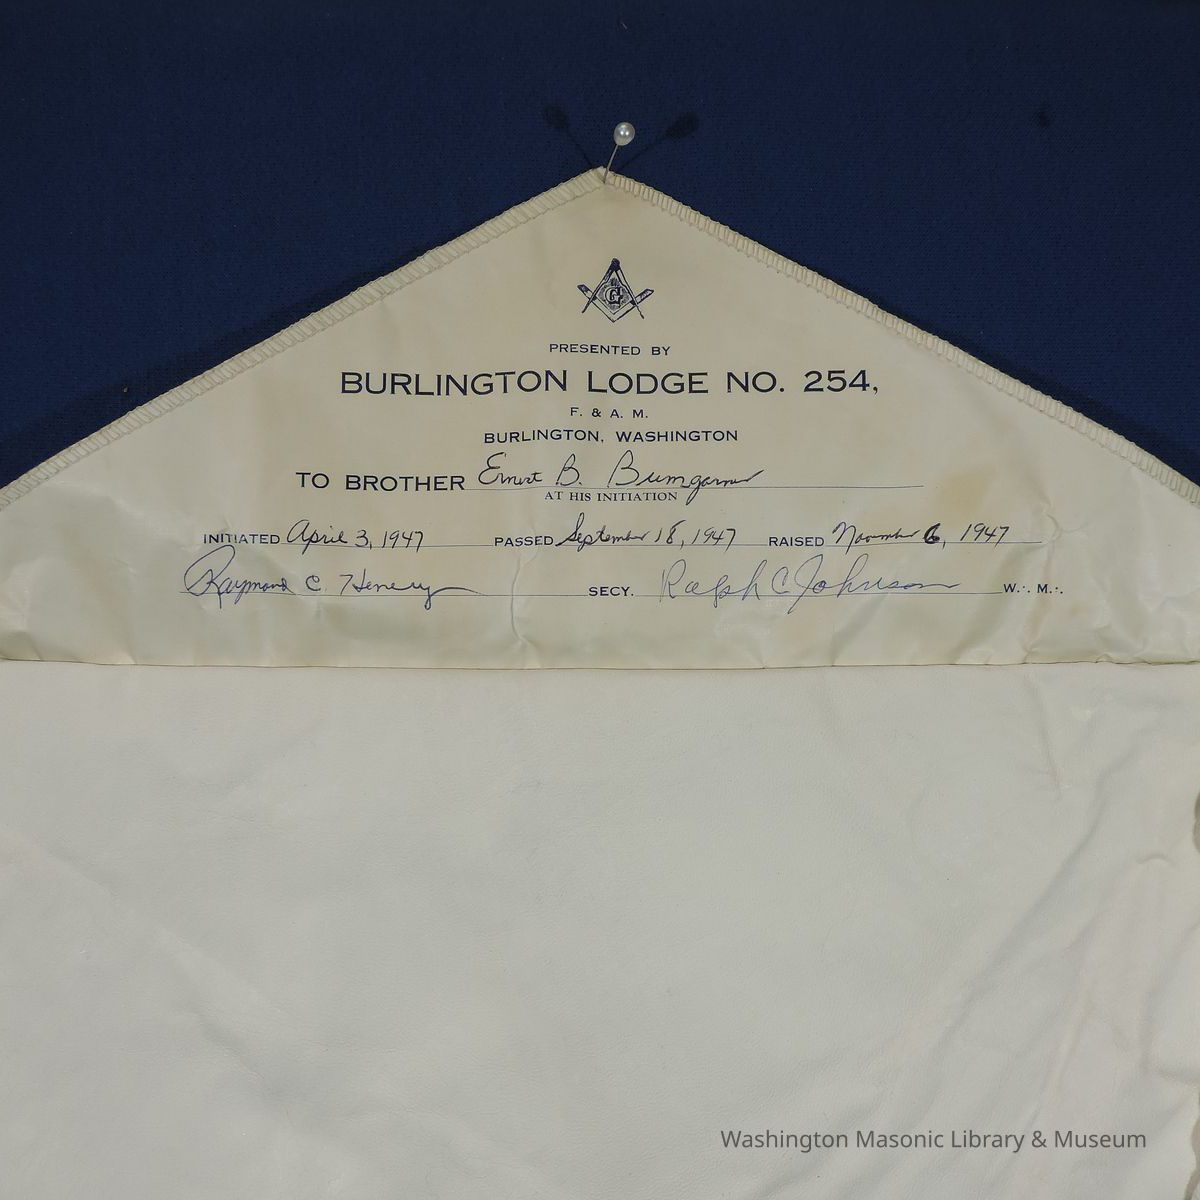 G
PRESENTED BY
BURLINGTON LODGE NO. 254,
F. & A. M.
BURLINGTON, WASHINGTON
TO BROTHER Ernest B. Bumgarner
AT HIS INITIATION
INITIATED April 3, 1947 PASSED September 18, 1947 RAISED November 6, 1947
Raymond C. Henery SECY. Ralph C Johnson W∴ M∴
Washington Masonic Library & Museum